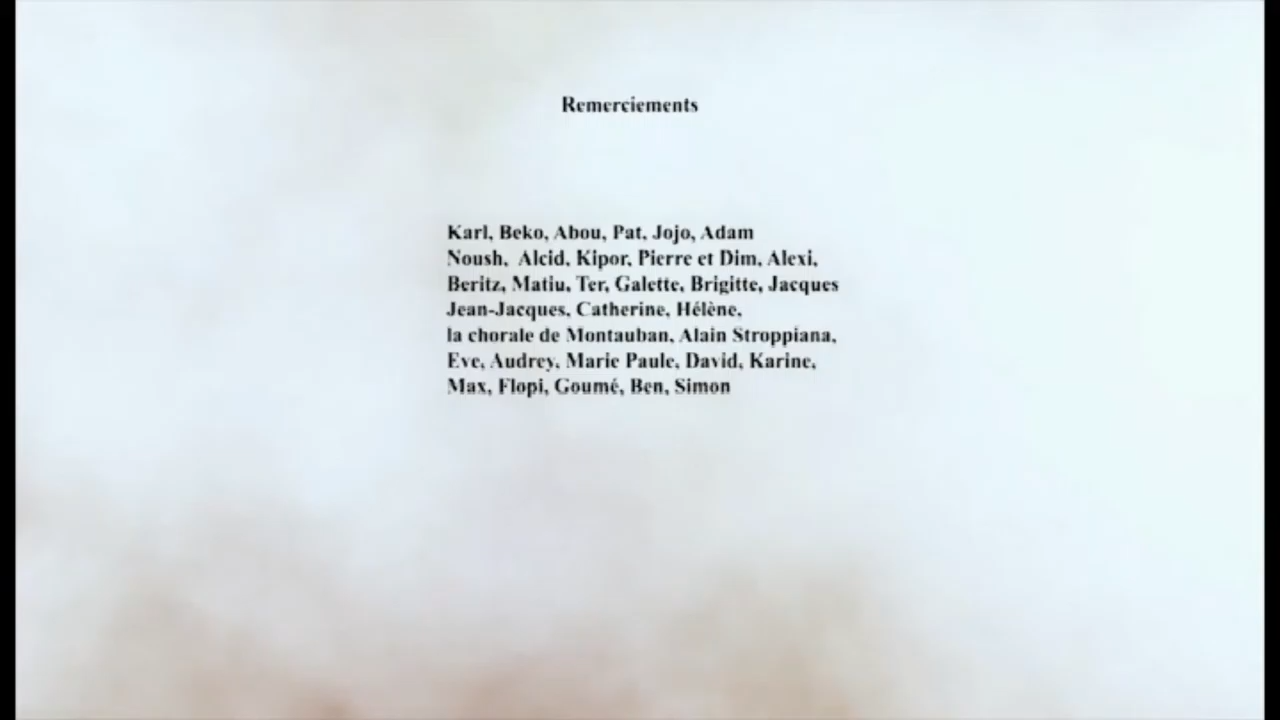 Remerciements
Karl, Beko, Abou, Pat, Jojo, Adam
Noush, Alcid, Kipor, Pierre et Dim, Alexi,
Beritz, Matiu, Ter, Galette, Brigitte, Jacques
Jean-Jacques, Catherine, Hélène,
la chorale de Montauban, Alain Stroppiana,
Eve, Audrey, Marie Paule, David, Karine,
Max, Flopi, Goumé, Ben, Simon